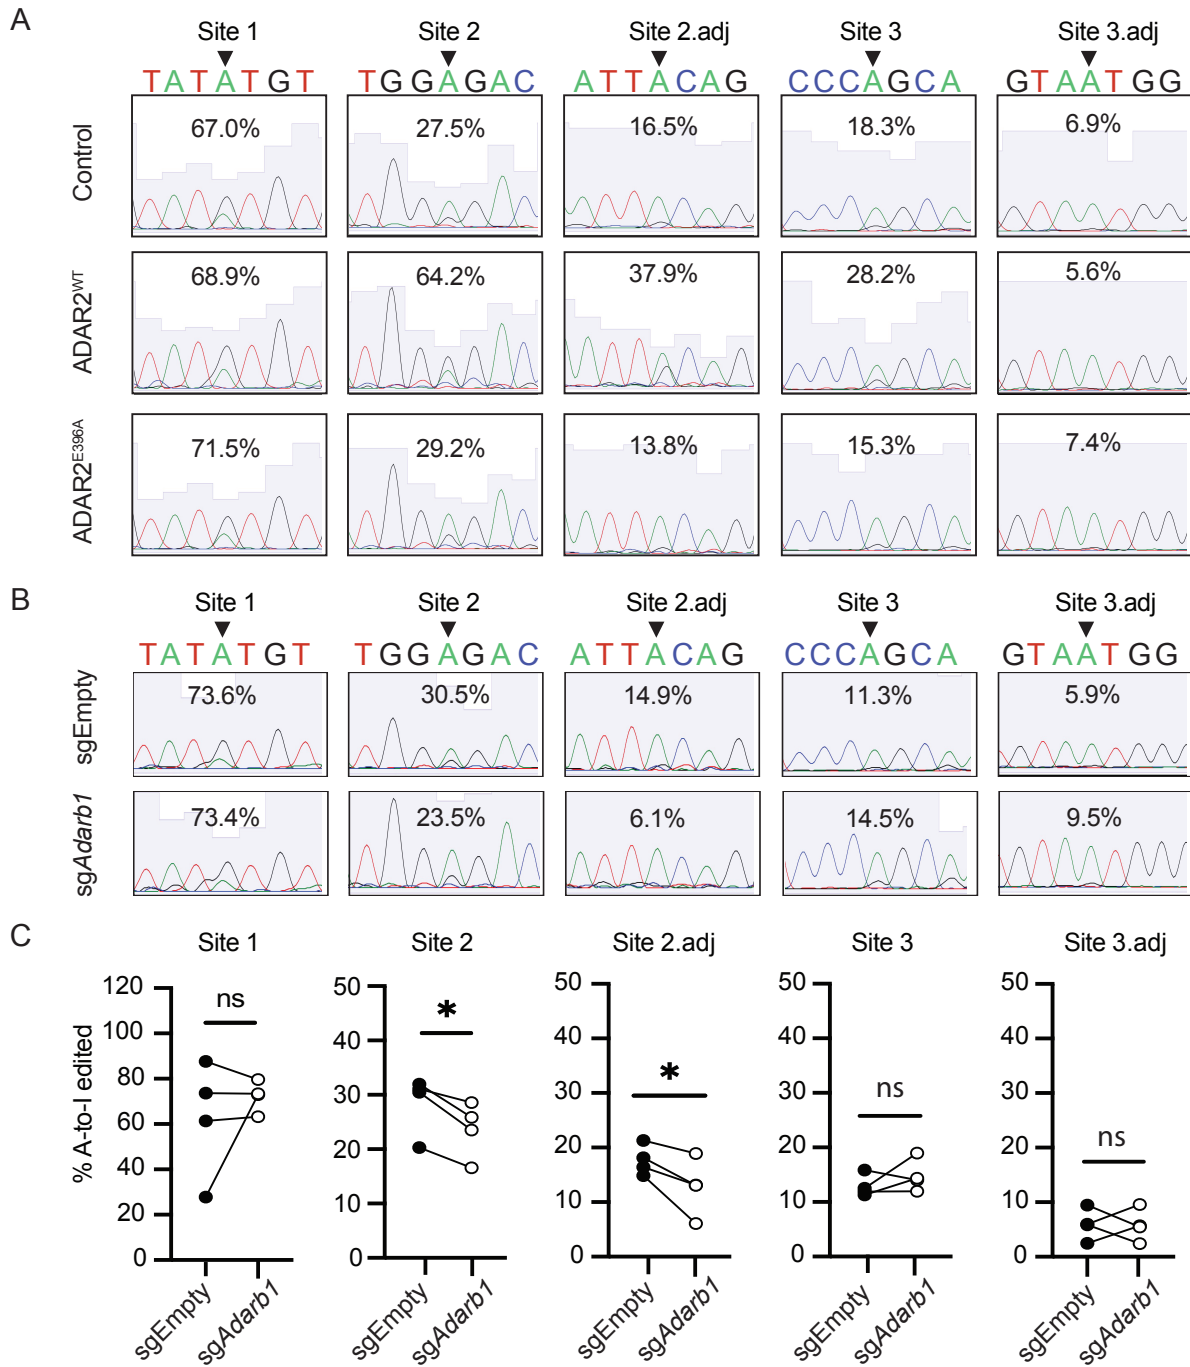 A
Site 1 Site 2 Site 2.adj Site 3 Site 3.adj
TATATGT TGGAGAC ATTACAG CCCAGCA GTAATGG
Control 67.0% 27.5% 16.5% 18.3% 6.9%
ADAR2WT 68.9% 64.2% 37.9% 28.2% 5.6%
ADAR2E396A 71.5% 29.2% 13.8% 15.3% 7.4%
B
Site 1 Site 2 Site 2.adj Site 3 Site 3.adj
TATATGT TGGAGAC ATTACAG CCCAGCA GTAATGG
sgEmpty 73.6% 30.5% 14.9% 11.3% 5.9%
sgAdarb1 73.4% 23.5% 6.1% 14.5% 9.5%
C
Site 1 Site 2 Site 2.adj Site 3 Site 3.adj
% A-to-I edited
120
100
80
60
40
20
0
ns
sgEmpty sgAdarb1
50
40
30
20
10
0
*
sgEmpty sgAdarb1
50
40
30
20
10
0
*
sgEmpty sgAdarb1
50
40
30
20
10
0
ns
sgEmpty sgAdarb1
50
40
30
20
10
0
ns
sgEmpty sgAdarb1